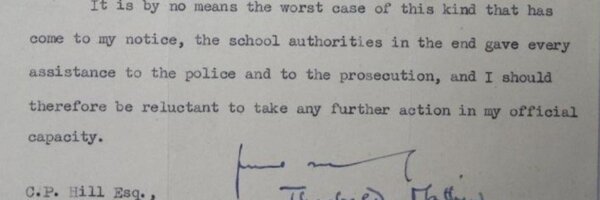 It is by no means the worst case of this kind that has
come to my notice, the school authorities in the end gave every
assistance to the police and to the prosecution, and I should
therefore be reluctant to take any further action in my official
capacity.
C.P. Hill Esq.,